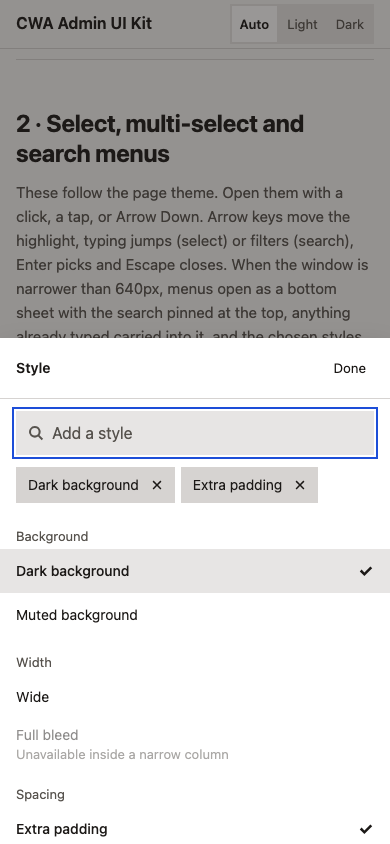 CWA Admin UI Kit
Auto Light Dark
2 · Select, multi-select and
search menus
These follow the page theme. Open them with a
click, a tap, or Arrow Down. Arrow keys move the
highlight, typing jumps (select) or filters (search),
Enter picks and Escape closes. When the window is
narrower than 640px, menus open as a bottom
sheet with the search pinned at the top, anything
already typed carried into it, and the chosen styles
Style Done
Add a style
Dark background ✕ Extra padding ✕
Background
Dark background ✓
Muted background
Width
Wide
Full bleed
Unavailable inside a narrow column
Spacing
Extra padding ✓